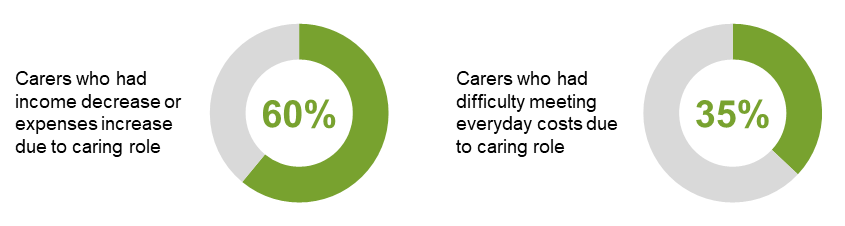 Carers who had
income decrease or
expenses increase
due to caring role
60%
Carers who had
difficulty meeting
everyday costs due
to caring role
35%